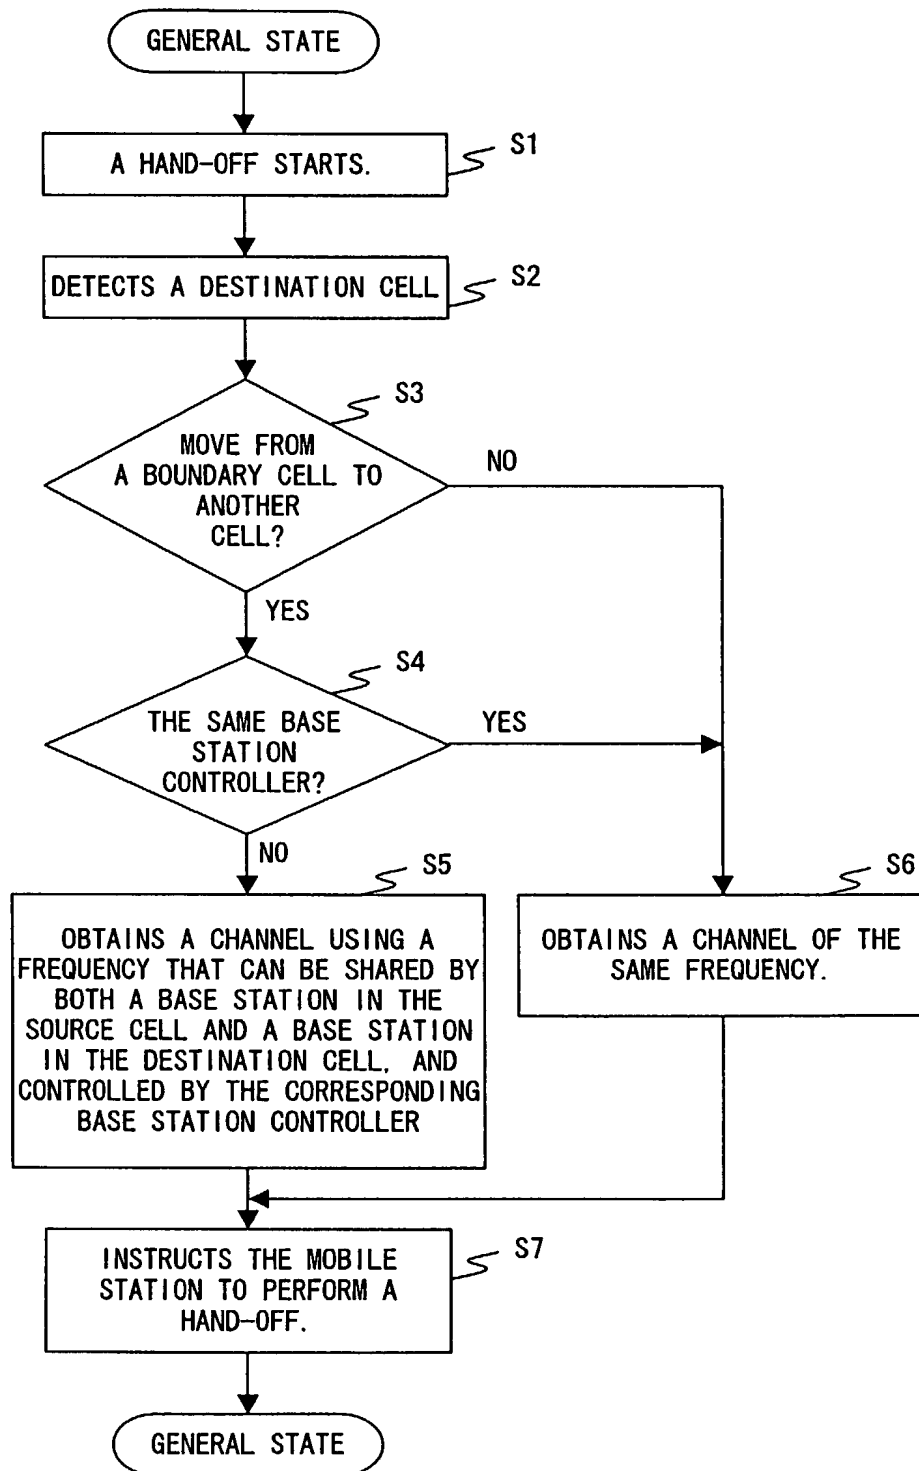 GENERAL STATE
A HAND-OFF STARTS.
S1
DETECTS A DESTINATION CELL
S2
S3
MOVE FROM
A BOUNDARY CELL TO
ANOTHER
CELL?
NO
YES
S4
THE SAME BASE
STATION
CONTROLLER?
YES
NO
S5
OBTAINS A CHANNEL USING A
FREQUENCY THAT CAN BE SHARED BY
BOTH A BASE STATION IN THE
SOURCE CELL AND A BASE STATION
IN THE DESTINATION CELL, AND
CONTROLLED BY THE CORRESPONDING
BASE STATION CONTROLLER
S6
OBTAINS A CHANNEL OF THE
SAME FREQUENCY.
INSTRUCTS THE MOBILE
STATION TO PERFORM A
HAND-OFF.
S7
GENERAL STATE